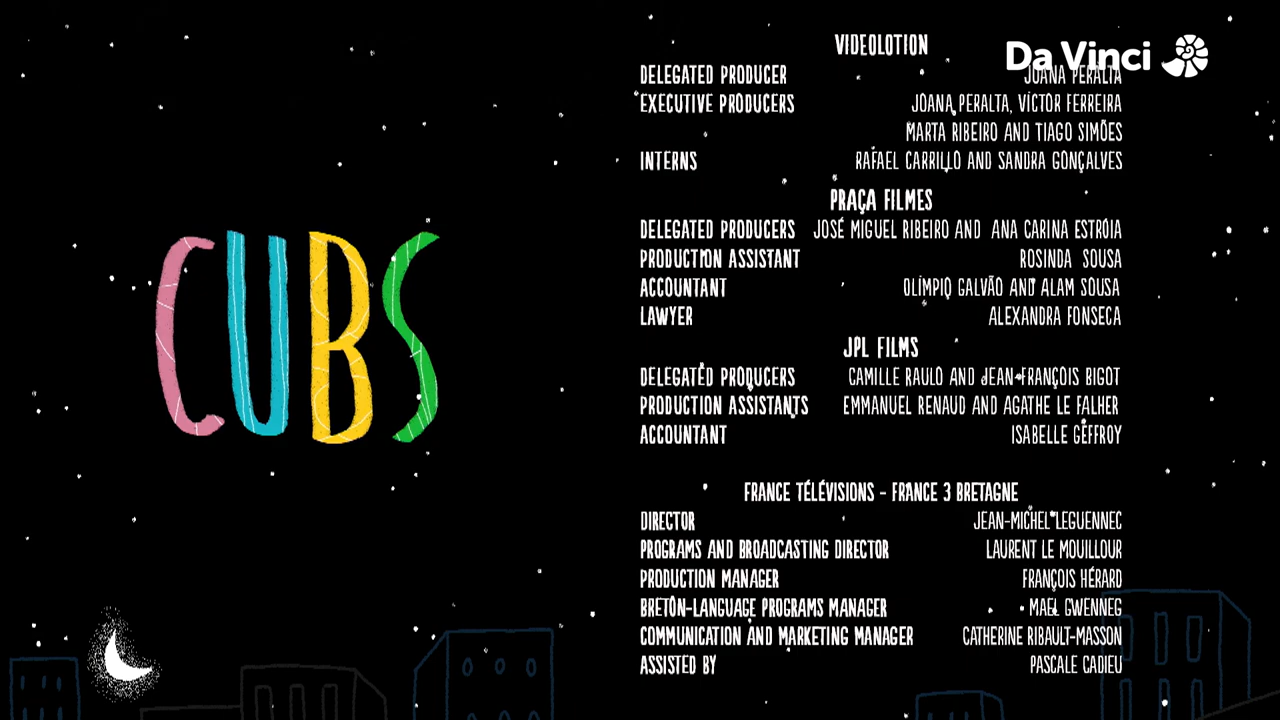 Da Vinci
CUBS
VIDEOLOTION
DELEGATED PRODUCER JOANA PERALTA
EXECUTIVE PRODUCERS JOANA PERALTA, VÍCTOR FERREIRA
MARTA RIBEIRO AND TIAGO SIMÕES
INTERNS RAFAEL CARRILLO AND SANDRA GONÇALVES
PRAÇA FILMES
DELEGATED PRODUCERS JOSÉ MIGUEL RIBEIRO AND ANA CARINA ESTRÓIA
PRODUCTION ASSISTANT ROSINDA SOUSA
ACCOUNTANT OLÍMPIO GALVÃO AND ALAM SOUSA
LAWYER ALEXANDRA FONSECA
JPL FILMS
DELEGATED PRODUCERS CAMILLE RAULO AND JEAN-FRANÇOIS BIGOT
PRODUCTION ASSISTANTS EMMANUEL RENAUD AND AGATHE LE FALHER
ACCOUNTANT ISABELLE GEFFROY
FRANCE TÉLÉVISIONS - FRANCE 3 BRETAGNE
DIRECTOR JEAN-MICHEL LEGUENNEC
PROGRAMS AND BROADCASTING DIRECTOR LAURENT LE MOUILLOUR
PRODUCTION MANAGER FRANÇOIS HÉRARD
BRETON-LANGUAGE PROGRAMS MANAGER MAEL GWENNEG
COMMUNICATION AND MARKETING MANAGER CATHERINE RIBAULT-MASSON
ASSISTED BY PASCALE CADIEU